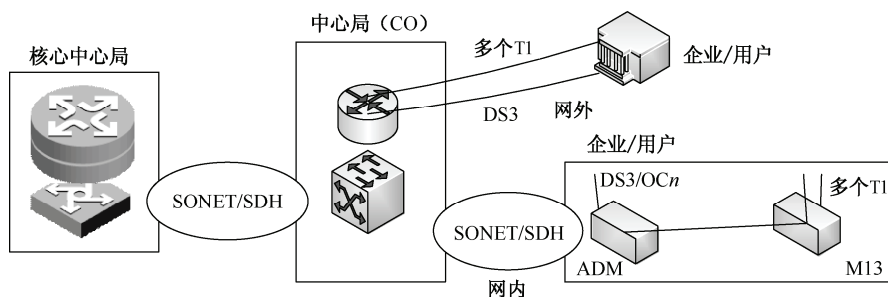 核心中心局
中心局（CO）
多个T1
企业/用户
DS3
网外
企业/用户
DS3/OCn
多个T1
SONET/SDH
SONET/SDH
ADM
M13
网内